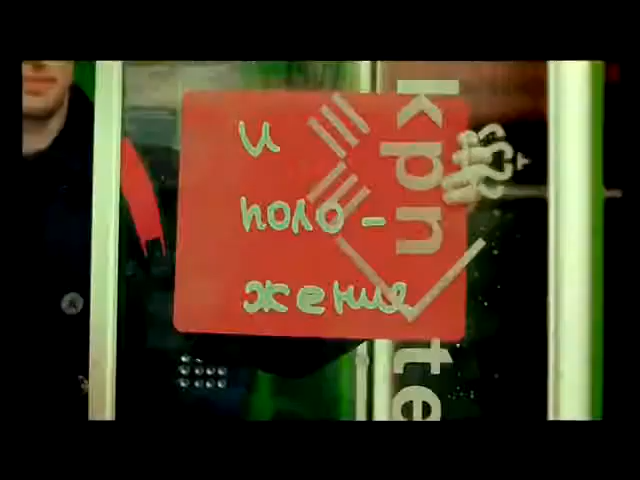 и
поло-
жение
kpn
te